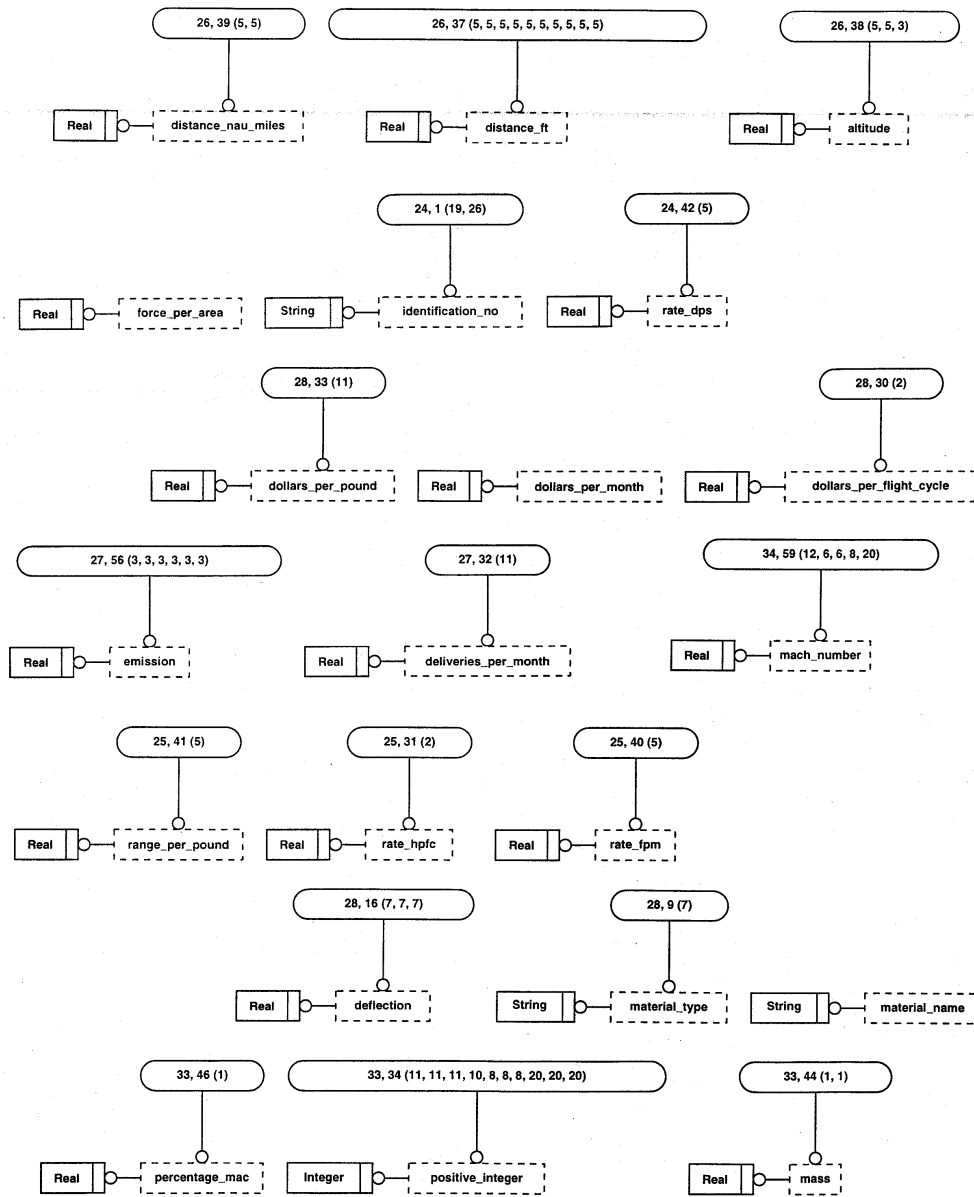 26, 39 (5, 5)
26, 37 (5, 5, 5, 5, 5, 5, 5, 5, 5, 5)
26, 38 (5, 5, 3)
Real
distance_nau_miles
Real
distance_ft
Real
altitude
24, 1 (19, 26)
24, 42 (5)
Real
force_per_area
String
identification_no
Real
rate_dps
28, 33 (11)
28, 30 (2)
Real
dollars_per_pound
Real
dollars_per_month
Real
dollars_per_flight_cycle
27, 56 (3, 3, 3, 3, 3, 3)
27, 32 (11)
34, 59 (12, 6, 6, 8, 20)
Real
emission
Real
deliveries_per_month
Real
mach_number
25, 41 (5)
25, 31 (2)
25, 40 (5)
Real
range_per_pound
Real
rate_hpfc
Real
rate_fpm
28, 16 (7, 7, 7)
28, 9 (7)
Real
deflection
String
material_type
String
material_name
33, 46 (1)
33, 34 (11, 11, 11, 10, 8, 8, 8, 20, 20, 20)
33, 44 (1, 1)
Real
percentage_mac
Integer
positive_integer
Real
mass